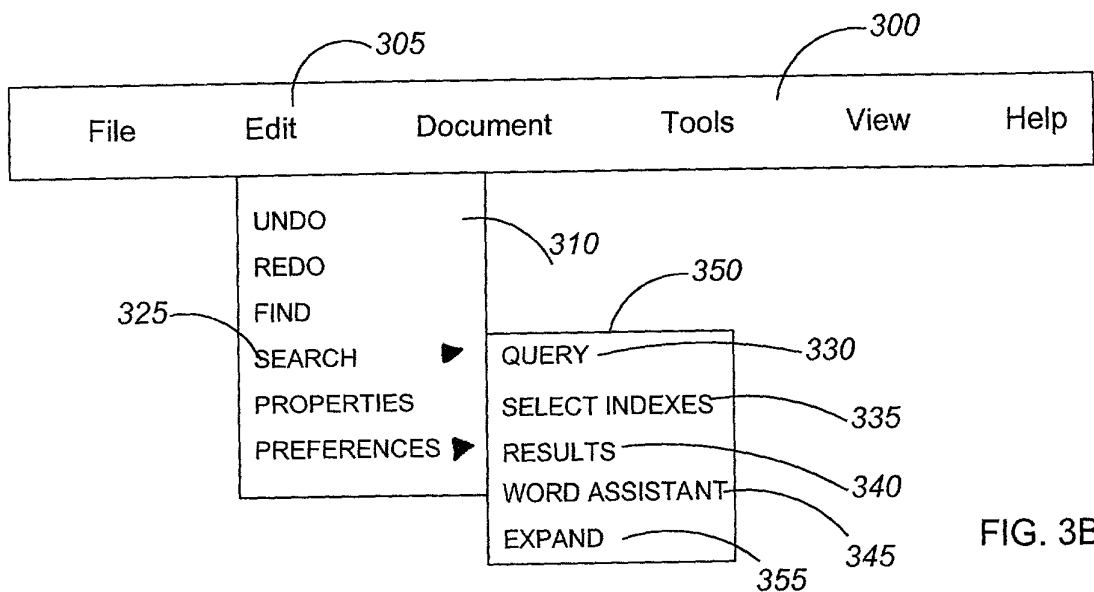 305 300
File Edit Document Tools View Help
UNDO
310
REDO
350
FIND
325
SEARCH QUERY 330
PROPERTIES SELECT INDEXES 335
PREFERENCES RESULTS
WORD ASSISTANT 340
EXPAND 345
355
FIG. 3B